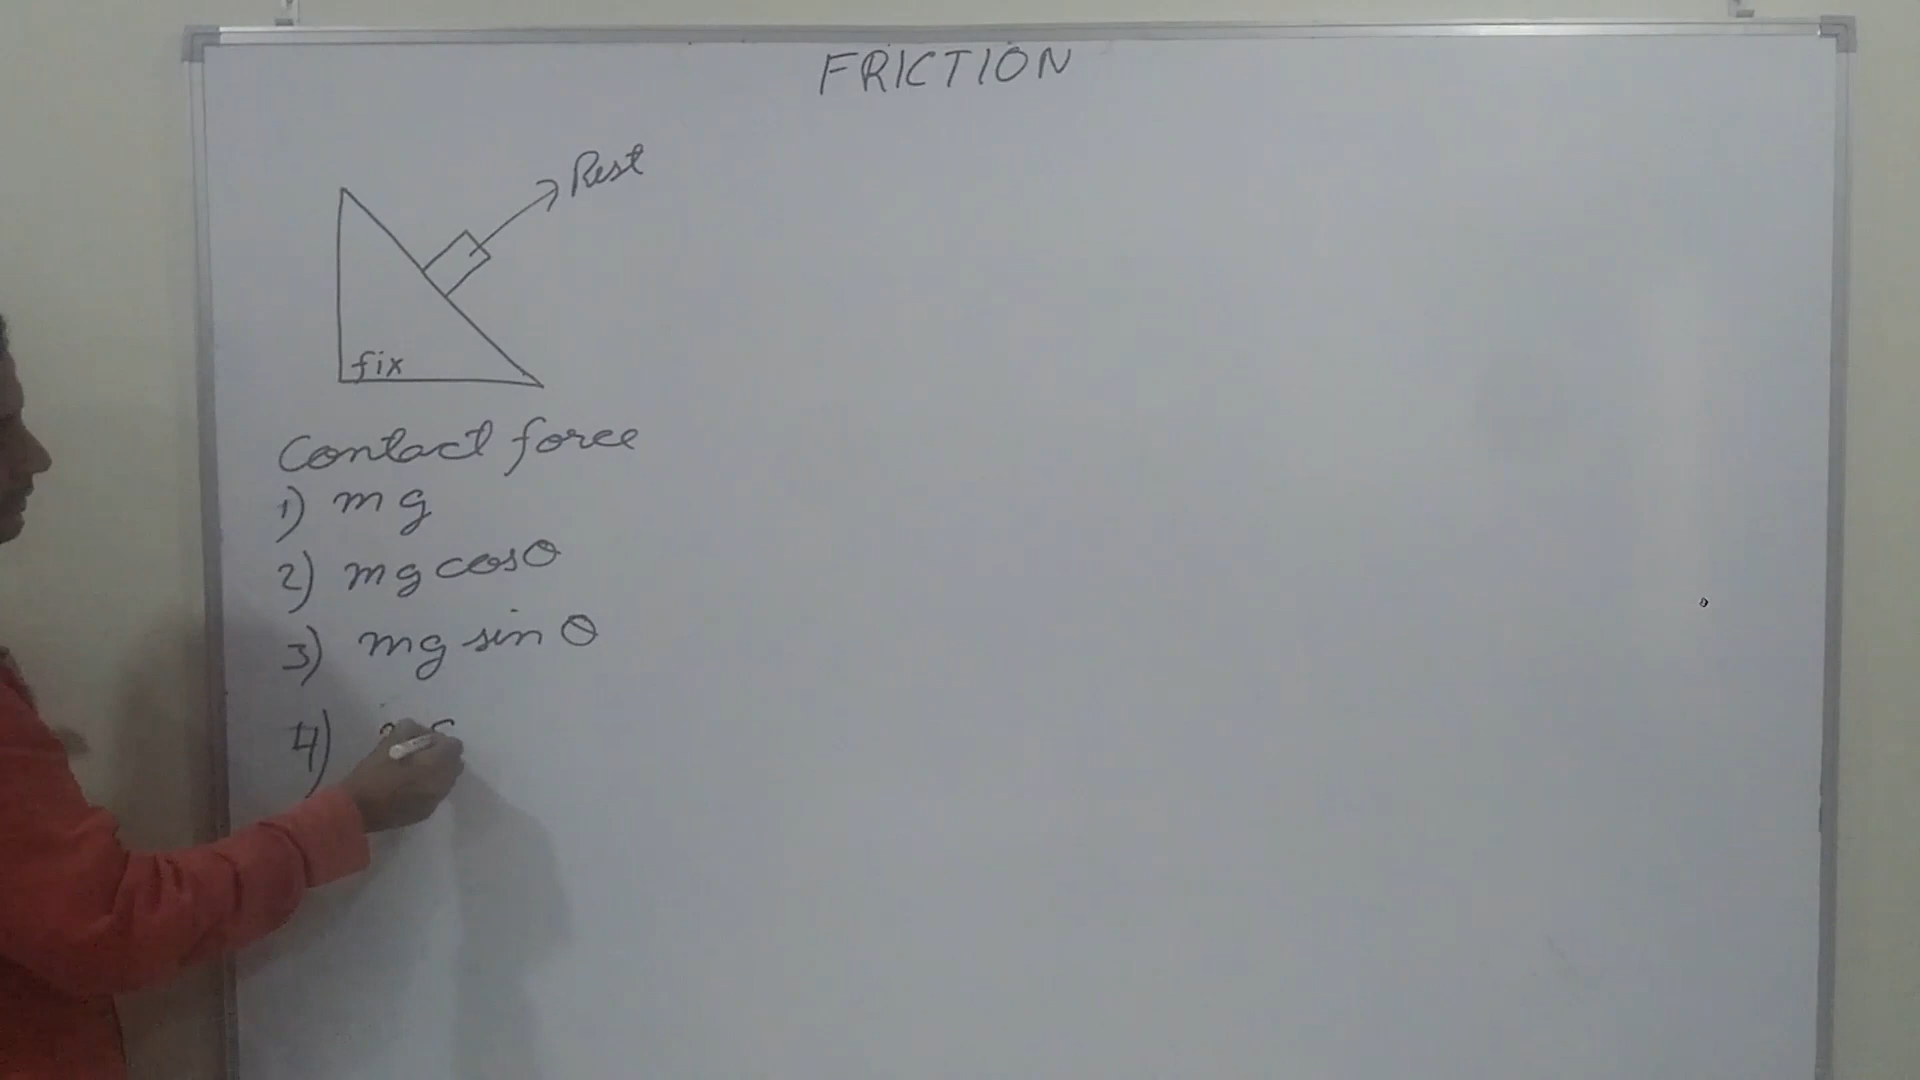 FRICTION
Rest
fix
Contact force
1) mg
2) mg cosθ
3) mg sin θ
4)